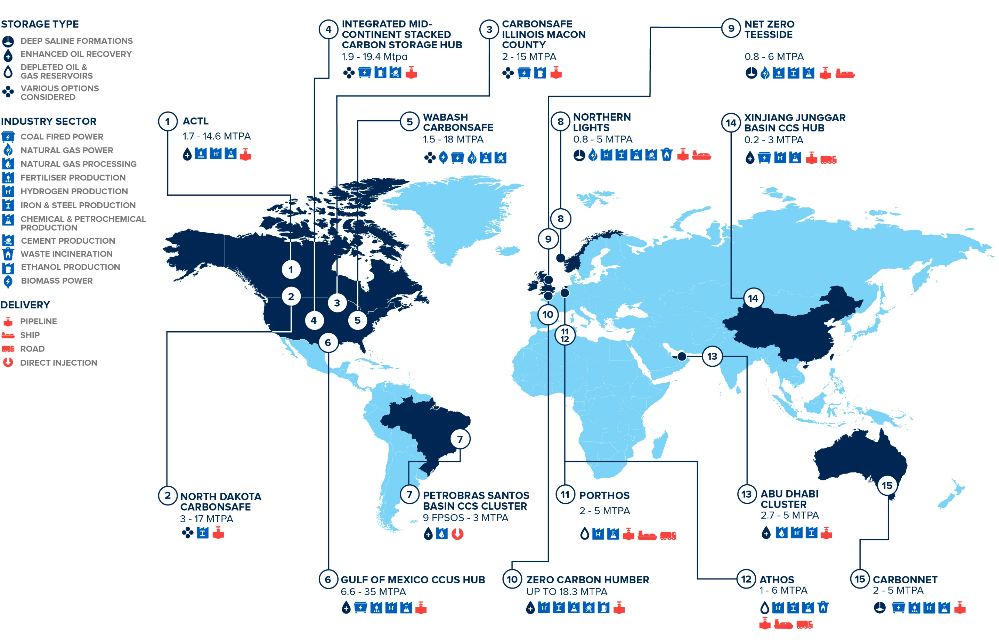 STORAGE TYPE
DEEP SALINE FORMATIONS
ENHANCED OIL RECOVERY
DEPLETED OIL &
GAS RESERVOIRS
VARIOUS OPTIONS
CONSIDERED
INDUSTRY SECTOR
COAL FIRED POWER
NATURAL GAS POWER
NATURAL GAS PROCESSING
FERTILISER PRODUCTION
HYDROGEN PRODUCTION
IRON & STEEL PRODUCTION
CHEMICAL & PETROCHEMICAL
PRODUCTION
CEMENT PRODUCTION
WASTE INCINERATION
ETHANOL PRODUCTION
BIOMASS POWER
DELIVERY
PIPELINE
SHIP
ROAD
DIRECT INJECTION
4
INTEGRATED MID-
CONTINENT STACKED
CARBON STORAGE HUB
1.9 - 19.4 Mtpa
3
CARBONSAFE
ILLINOIS MACON
COUNTY
2 - 15 MTPA
9
NET ZERO
TEESSIDE
0.8 - 6 MTPA
1
ACTL
1.7 - 14.6 MTPA
5
WABASH
CARBONSAFE
1.5 - 18 MTPA
8
NORTHERN
LIGHTS
0.8 - 5 MTPA
14
XINJIANG JUNGGAR
BASIN CCS HUB
0.2 - 3 MTPA
8
9
1
2
3
4
5
6
10
11
12
14
13
7
15
2
NORTH DAKOTA
CARBONSAFE
3 - 17 MTPA
7
PETROBRAS SANTOS
BASIN CCS CLUSTER
9 FPSOS - 3 MTPA
11
PORTHOS
2 - 5 MTPA
13
ABU DHABI
CLUSTER
2.7 - 5 MTPA
6
GULF OF MEXICO CCUS HUB
6.6 - 35 MTPA
10
ZERO CARBON HUMBER
UP TO 18.3 MTPA
12
ATHOS
1 - 6 MTPA
15
CARBONNET
2 - 5 MTPA